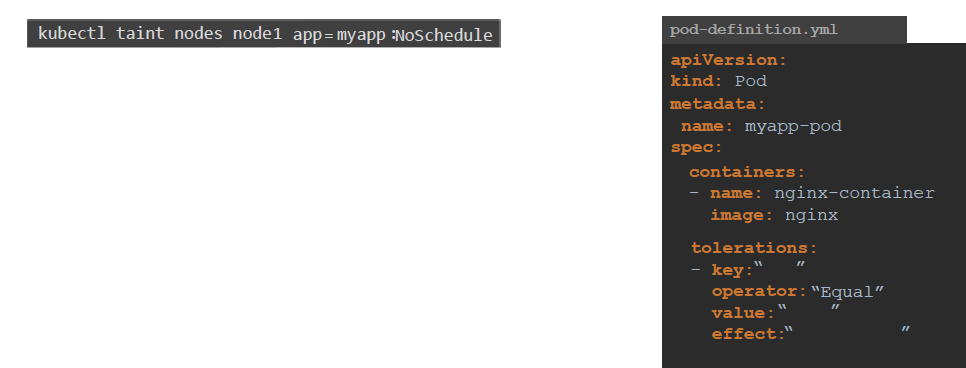 kubectl taint nodes node1 app=myapp:NoSchedule
pod-definition.yml
apiVersion:
kind: Pod
metadata:
 name: myapp-pod
spec:
  containers:
  - name: nginx-container
    image: nginx
  tolerations:
  - key:“   ”
    operator:“Equal”
    value:“    ”
    effect:“          ”